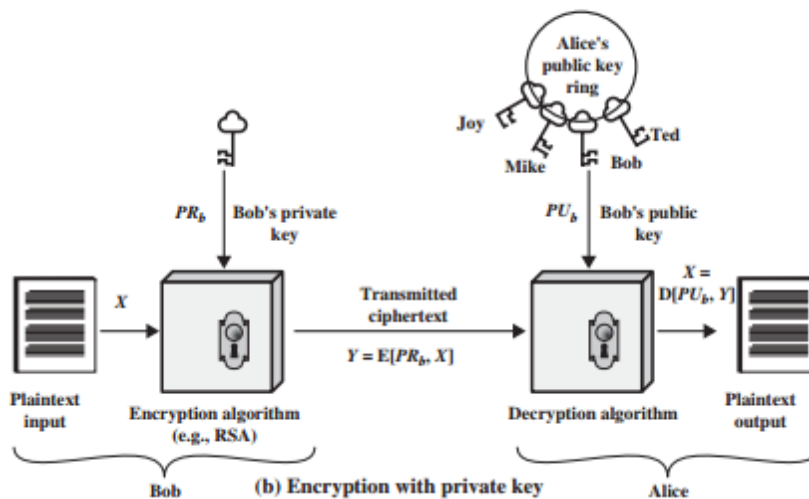 Alice's
public key
ring
Joy
Mike
Bob
Ted
PR_b
Bob's private
key
PU_b
Bob's public
key
X
Transmitted
ciphertext
Y = E[PR_b, X]
X =
D[PU_b, Y]
Plaintext
input
Encryption algorithm
(e.g., RSA)
Decryption algorithm
Plaintext
output
Bob
(b) Encryption with private key
Alice